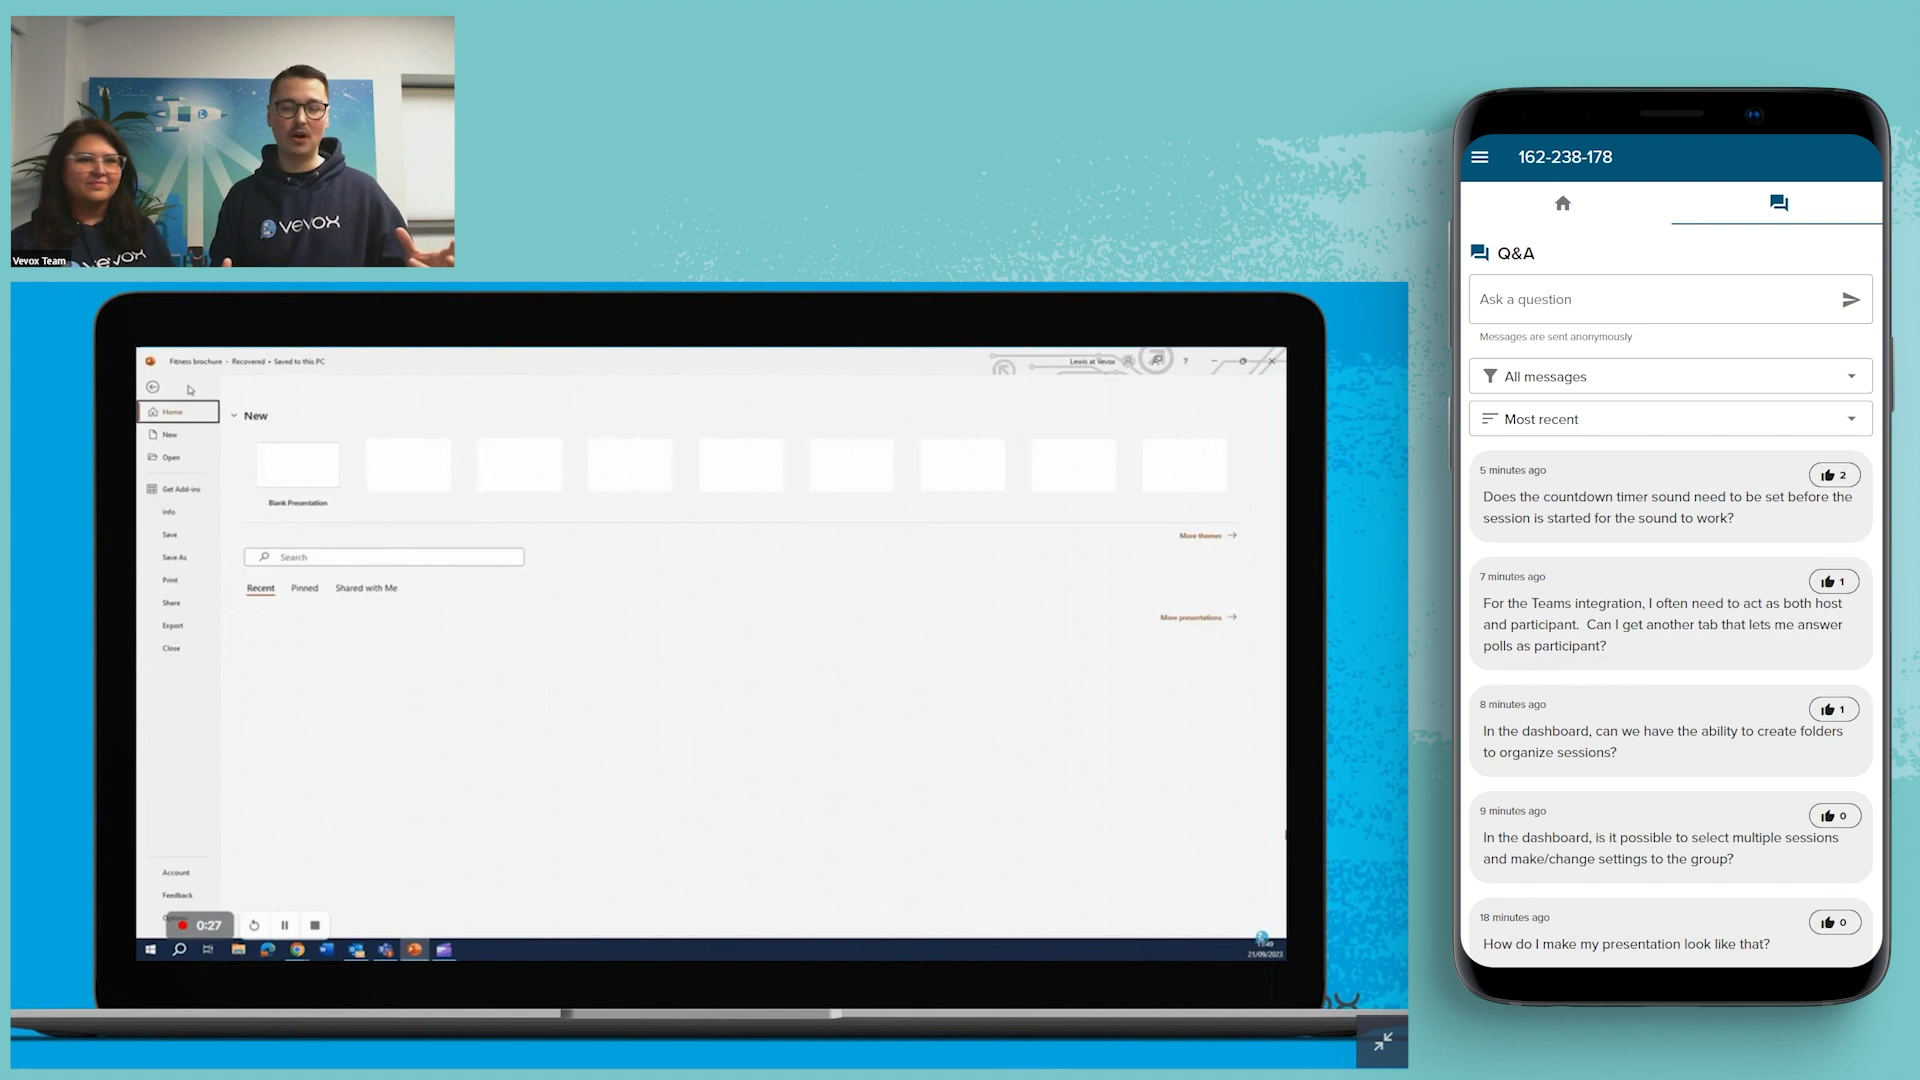 vevox
vevox
Vevox Team
Fitness brochure - Recovered • Saved to this PC
Lewis at Vevox
?
Home
New
Open
Get Add-ins
Info
Save
Save As
Print
Share
Export
Close
Account
Feedback
New
Blank Presentation
More themes
Search
Recent
Pinned
Shared with Me
More presentations
0:27
11:49
21/09/2023
162-238-178
Q&A
Ask a question
Messages are sent anonymously
All messages
Most recent
5 minutes ago
2
Does the countdown timer sound need to be set before the
session is started for the sound to work?
7 minutes ago
1
For the Teams integration, I often need to act as both host
and participant. Can I get another tab that lets me answer
polls as participant?
8 minutes ago
1
In the dashboard, can we have the ability to create folders
to organize sessions?
9 minutes ago
0
In the dashboard, is it possible to select multiple sessions
and make/change settings to the group?
18 minutes ago
0
How do I make my presentation look like that?